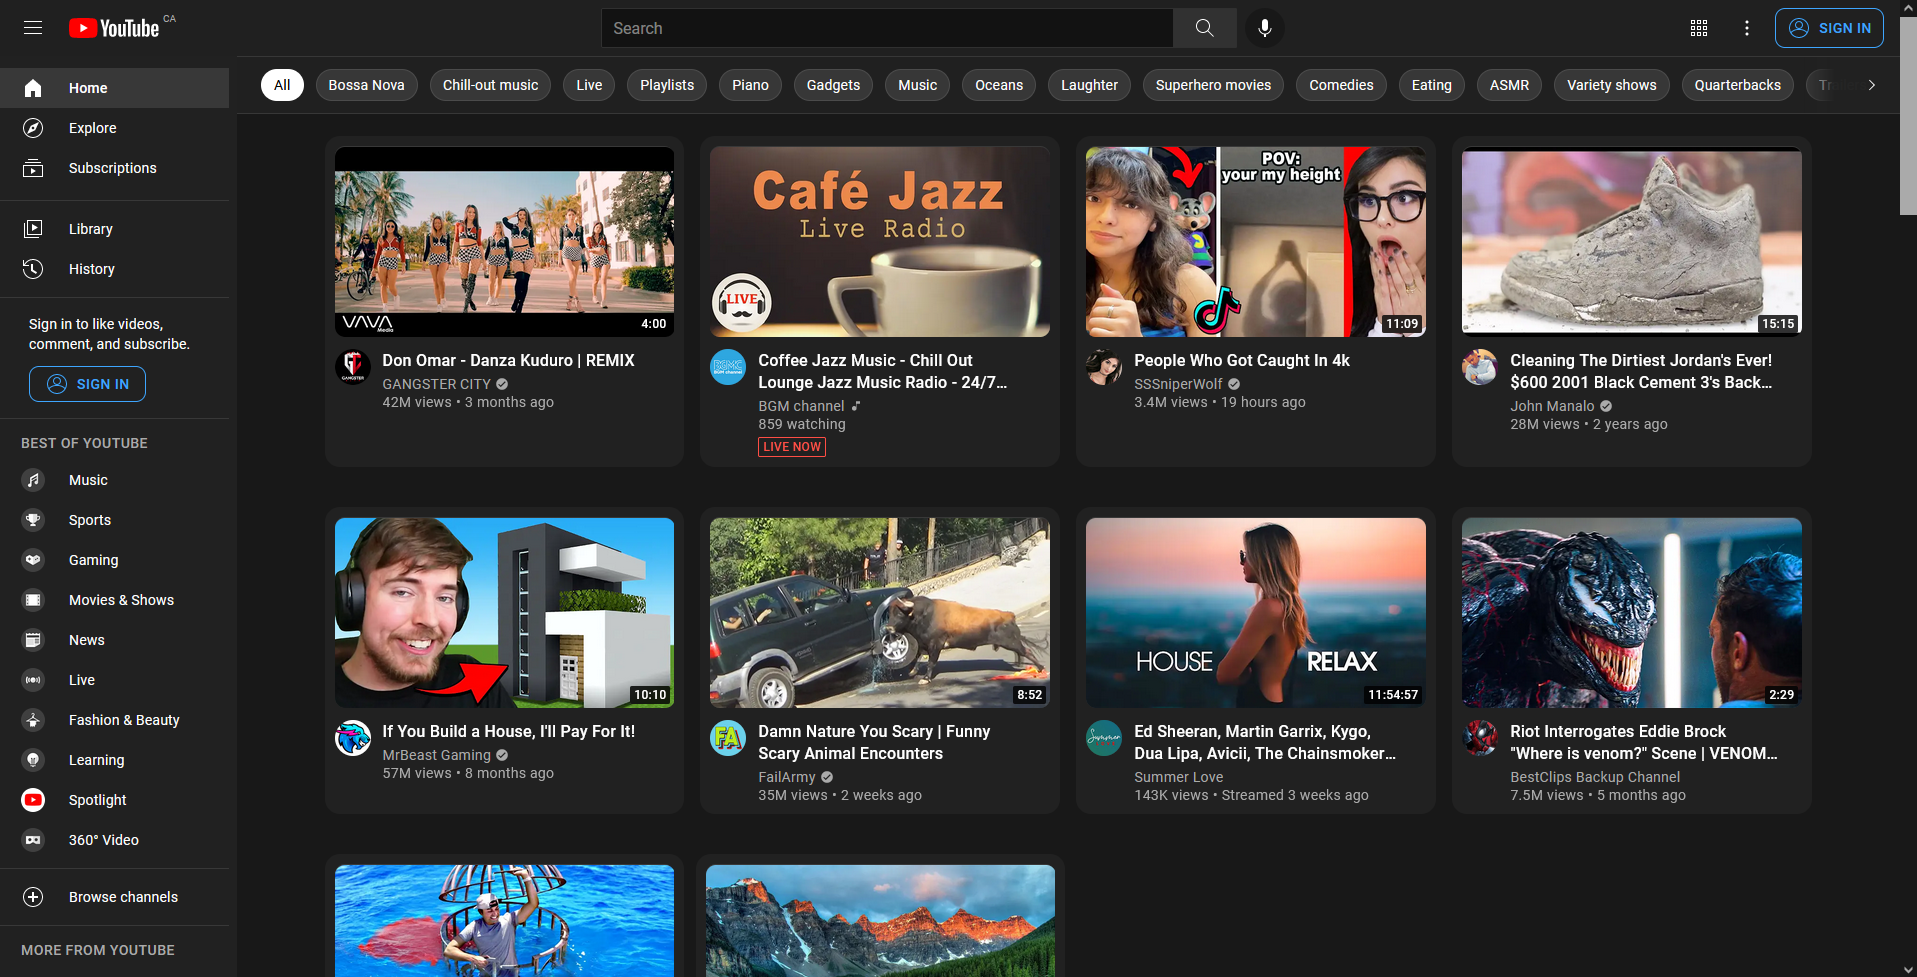 YouTube CA
Search
SIGN IN
Home
Explore
Subscriptions
Library
History
Sign in to like videos,
comment, and subscribe.
SIGN IN
BEST OF YOUTUBE
Music
Sports
Gaming
Movies & Shows
News
Live
Fashion & Beauty
Learning
Spotlight
360° Video
Browse channels
MORE FROM YOUTUBE
All
Bossa Nova
Chill-out music
Live
Playlists
Piano
Gadgets
Music
Oceans
Laughter
Superhero movies
Comedies
Eating
ASMR
Variety shows
Quarterbacks
VAVA
Media
4:00
GANGSTER
Don Omar - Danza Kuduro | REMIX
GANGSTER CITY
42M views • 3 months ago
Café Jazz
Live Radio
LIVE
BGMC
BGM channel
Coffee Jazz Music - Chill Out
Lounge Jazz Music Radio - 24/7…
BGM channel
859 watching
LIVE NOW
POV:
your my height
11:09
People Who Got Caught In 4k
SSSniperWolf
3.4M views • 19 hours ago
15:15
Cleaning The Dirtiest Jordan's Ever!
$600 2001 Black Cement 3's Back…
John Manalo
28M views • 2 years ago
10:10
If You Build a House, I'll Pay For It!
MrBeast Gaming
57M views • 8 months ago
8:52
FA
Damn Nature You Scary | Funny
Scary Animal Encounters
FailArmy
35M views • 2 weeks ago
HOUSE RELAX
11:54:57
Summer
Ed Sheeran, Martin Garrix, Kygo,
Dua Lipa, Avicii, The Chainsmoker…
Summer Love
143K views • Streamed 3 weeks ago
2:29
Riot Interrogates Eddie Brock
"Where is venom?" Scene | VENOM…
BestClips Backup Channel
7.5M views • 5 months ago